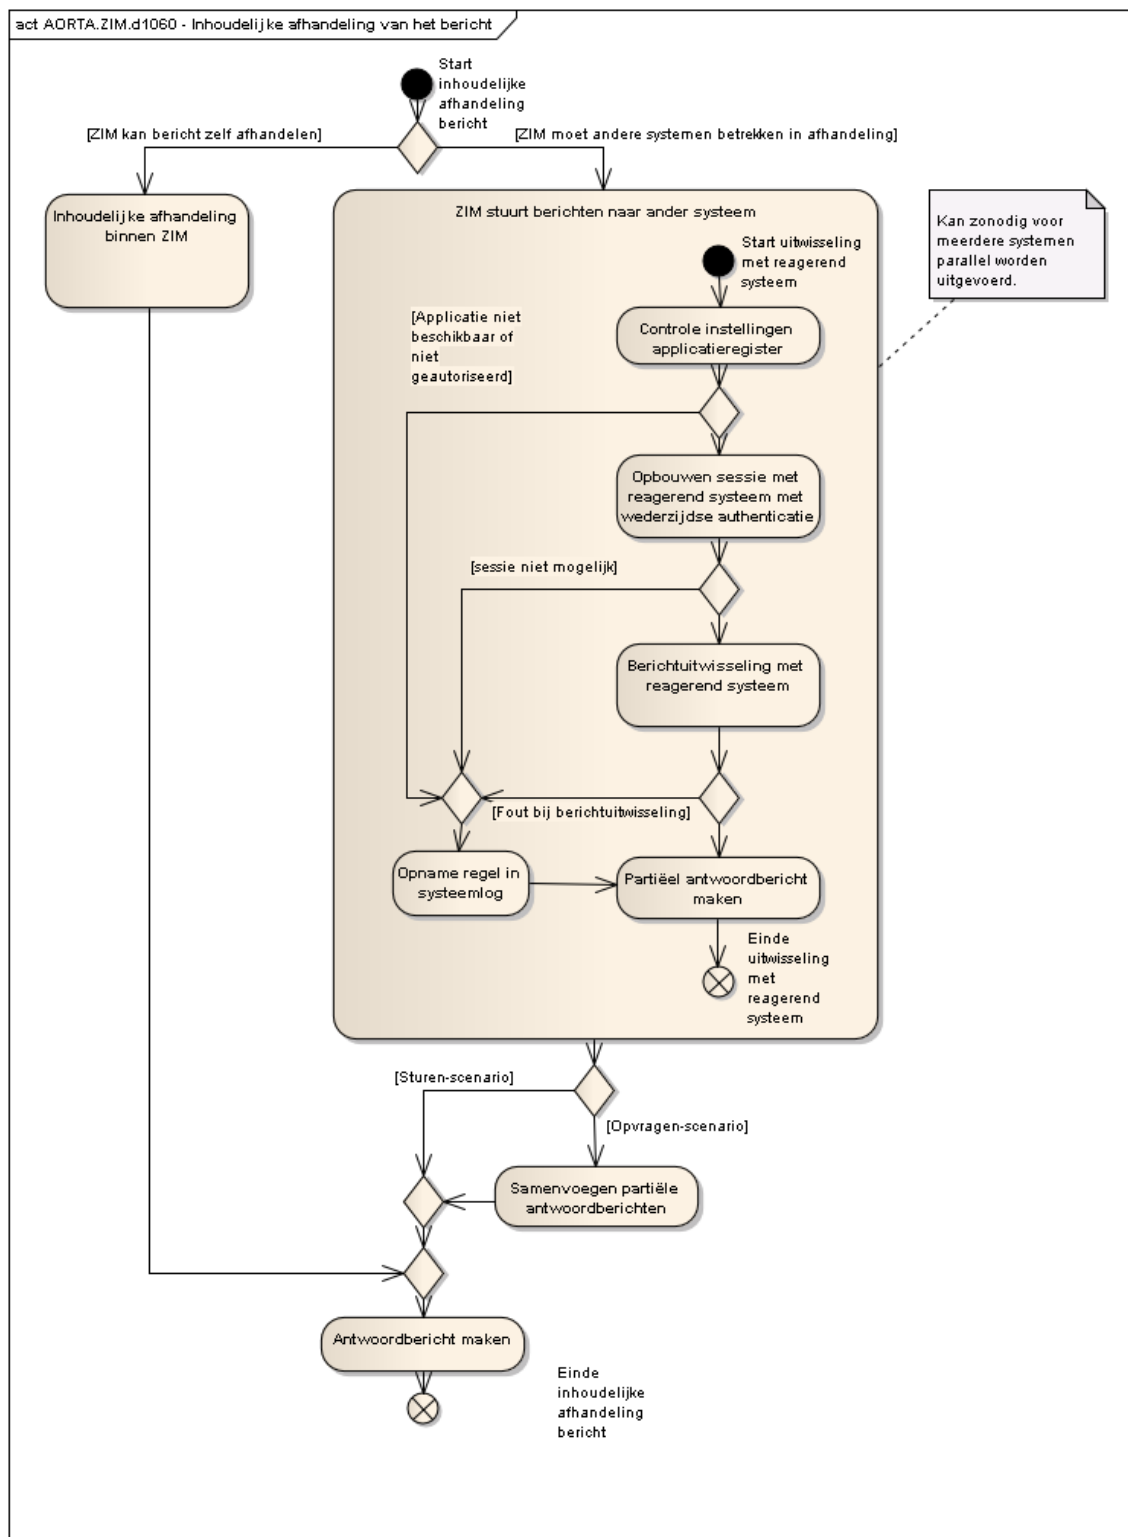 act AORTA.ZIM.d1060 - Inhoudelijke afhandeling van het bericht
Start
inhoudelijke
afhandeling
bericht
[ZIM kan bericht zelf afhandelen]
[ZIM moet andere systemen betrekken in afhandeling]
Inhoudelijke afhandeling
binnen ZIM
ZIM stuurt berichten naar ander systeem
Kan zonodig voor
meerdere systemen
parallel worden
uitgevoerd.
Start uitwisseling
met reagerend
systeem
[Applicatie niet
beschikbaar of
niet
geautoriseerd]
Controle instellingen
applicatieregister
Opbouwen sessie met
reagerend systeem met
wederzijdse authenticatie
[sessie niet mogelijk]
Berichtuitwisseling met
reagerend systeem
[Fout bij berichtuitwisseling]
Opname regel in
systeemlog
Partiëel antwoordbericht
maken
Einde
uitwisseling
met
reagerend
systeem
[Sturen-scenario]
[Opvragen-scenario]
Samenvoegen partiële
antwoordberichten
Antwoordbericht maken
Einde
inhoudelijke
afhandeling
bericht